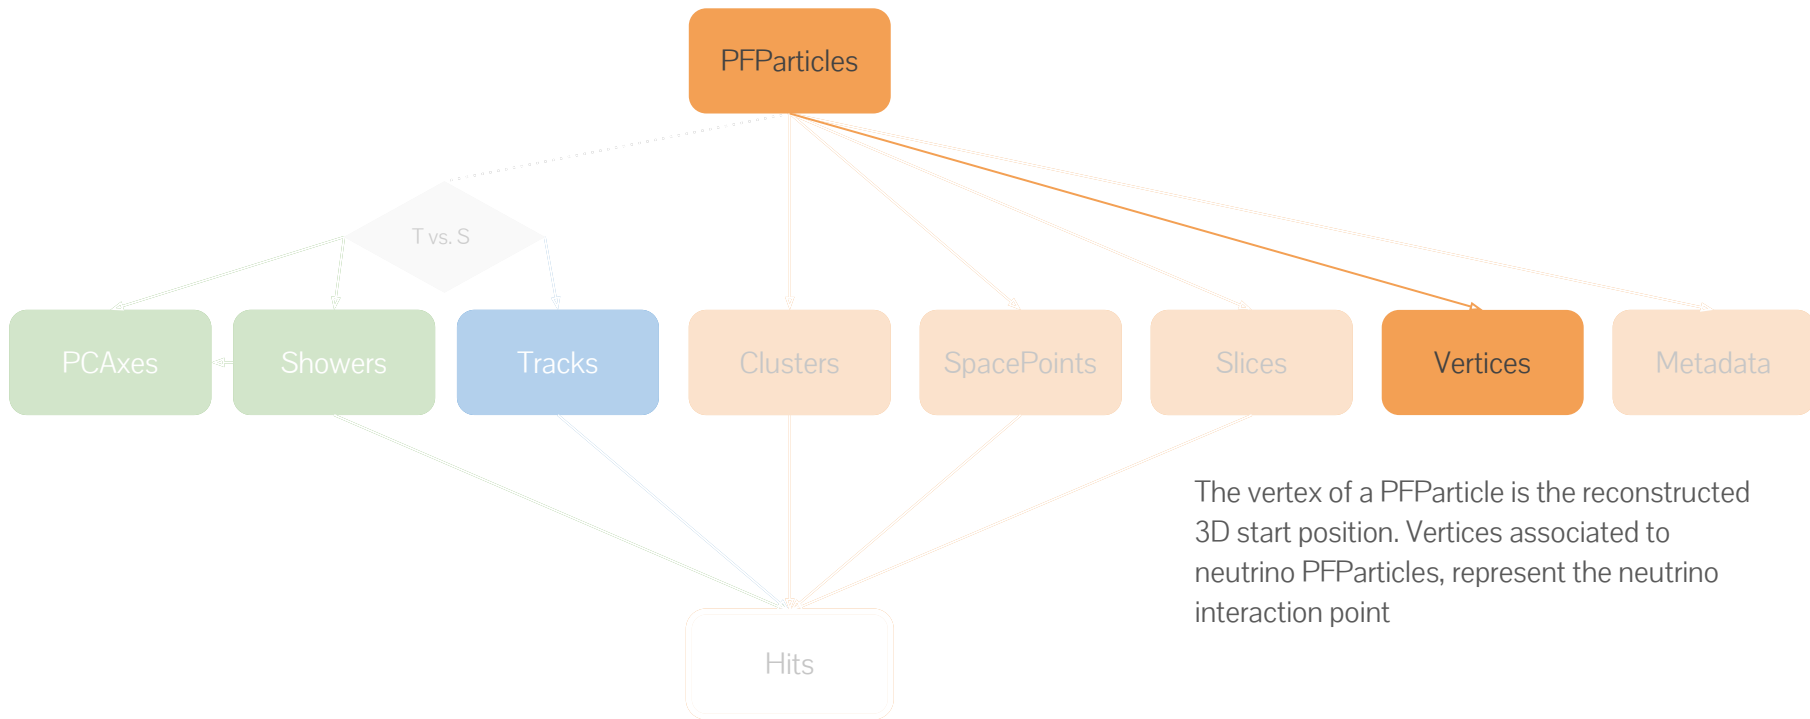 PFParticles
T vs. S
PCAxes
Showers
Tracks
Clusters
SpacePoints
Slices
Vertices
Metadata
The vertex of a PFParticle is the reconstructed
3D start position. Vertices associated to
neutrino PFParticles, represent the neutrino
interaction point
Hits